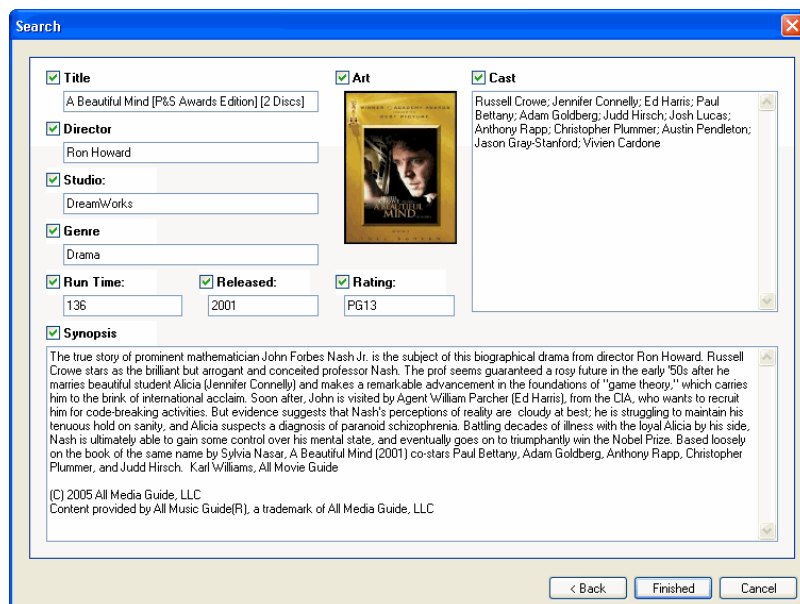 Search
Title
A Beautiful Mind [P&S Awards Edition] [2 Discs]
Director
Ron Howard
Studio:
DreamWorks
Genre
Drama
Run Time:
136
Released:
2001
Rating:
PG13
Art
WINNER ACADEMY AWARDS
BEST PICTURE
A BEAUTIFUL
MIND
Cast
Russell Crowe; Jennifer Connelly; Ed Harris; Paul
Bettany; Adam Goldberg; Judd Hirsch; Josh Lucas;
Anthony Rapp; Christopher Plummer; Austin Pendleton;
Jason Gray-Stanford; Vivien Cardone
Synopsis
The true story of prominent mathematician John Forbes Nash Jr. is the subject of this biographical drama from director Ron Howard. Russell
Crowe stars as the brilliant but arrogant and conceited professor Nash. The prof seems guaranteed a rosy future in the early '50s after he
marries beautiful student Alicia (Jennifer Connelly) and makes a remarkable advancement in the foundations of "game theory," which carries
him to the brink of international acclaim. Soon after, John is visited by Agent William Parcher (Ed Harris), from the CIA, who wants to recruit
him for code-breaking activities. But evidence suggests that Nash's perceptions of reality are  cloudy at best; he is struggling to maintain his
tenuous hold on sanity, and Alicia suspects a diagnosis of paranoid schizophrenia. Battling decades of illness with the loyal Alicia by his side,
Nash is ultimately able to gain some control over his mental state, and eventually goes on to triumphantly win the Nobel Prize. Based loosely
on the book of the same name by Sylvia Nasar, A Beautiful Mind (2001) co-stars Paul Bettany, Adam Goldberg, Anthony Rapp, Christopher
Plummer, and Judd Hirsch.  Karl Williams, All Movie Guide
(C) 2005 All Media Guide, LLC
Content provided by All Music Guide(R), a trademark of All Media Guide, LLC
< Back
Finished
Cancel